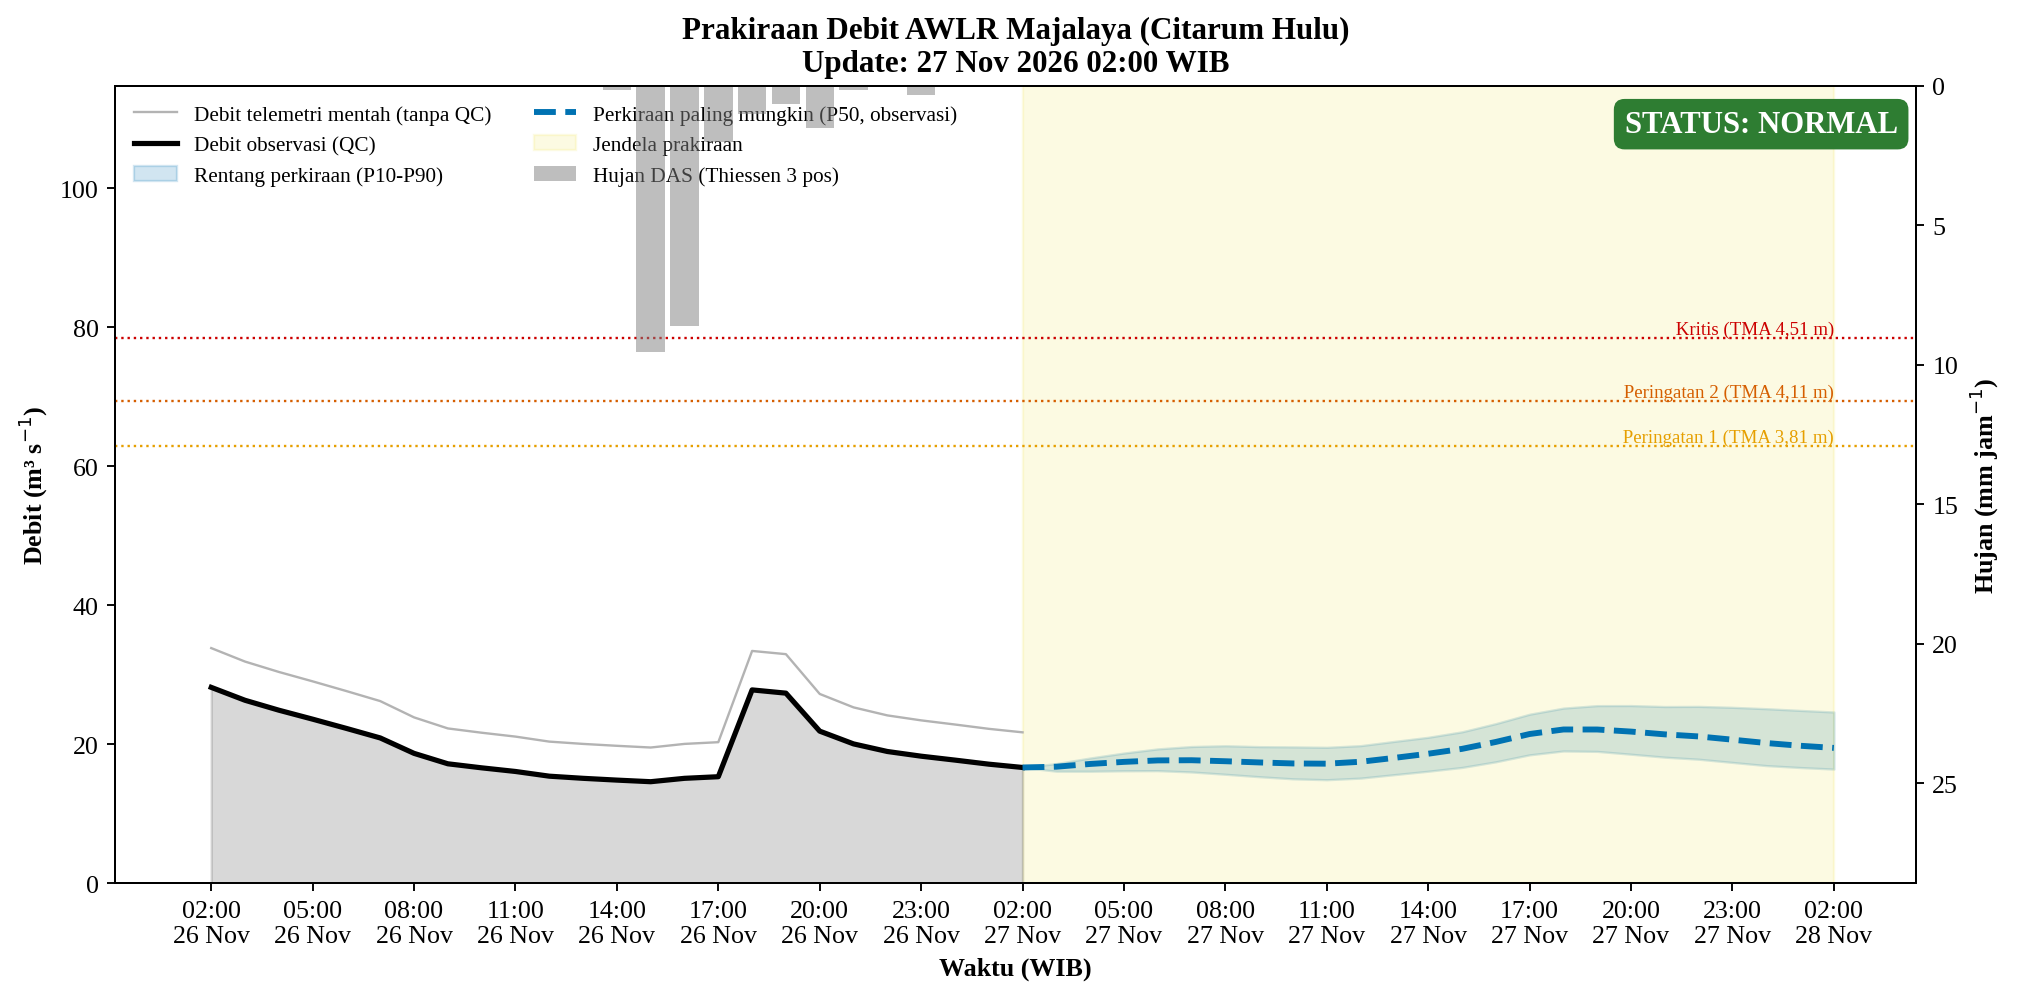 Prakiraan Debit AWLR Majalaya (Citarum Hulu)
Update: 27 Nov 2026 02:00 WIB
Debit telemetri mentah (tanpa QC)
Debit observasi (QC)
Rentang perkiraan (P10-P90)
Perkiraan paling mungkin (P50, observasi)
Jendela prakiraan
Hujan DAS (Thiessen 3 pos)
STATUS: NORMAL
Kritis (TMA 4,51 m)
Peringatan 2 (TMA 4,11 m)
Peringatan 1 (TMA 3,81 m)
Debit (m³ s⁻¹)
100
80
60
40
20
0
Hujan (mm jam⁻¹)
0
5
10
15
20
25
02:00 05:00 08:00 11:00 14:00 17:00 20:00 23:00 02:00 05:00 08:00 11:00 14:00 17:00 20:00 23:00 02:00
26 Nov 26 Nov 26 Nov 26 Nov 26 Nov 26 Nov 26 Nov 26 Nov 27 Nov 27 Nov 27 Nov 27 Nov 27 Nov 27 Nov 27 Nov 27 Nov 28 Nov
Waktu (WIB)